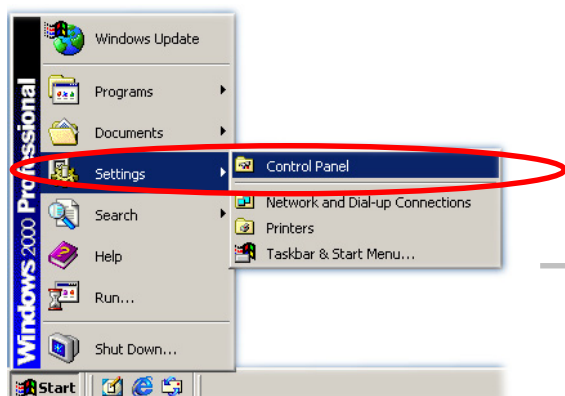 Windows 2000 Professional
Windows Update
Programs
Documents
Settings
Search
Help
Run...
Shut Down...
Control Panel
Network and Dial-up Connections
Printers
Taskbar & Start Menu...
Start